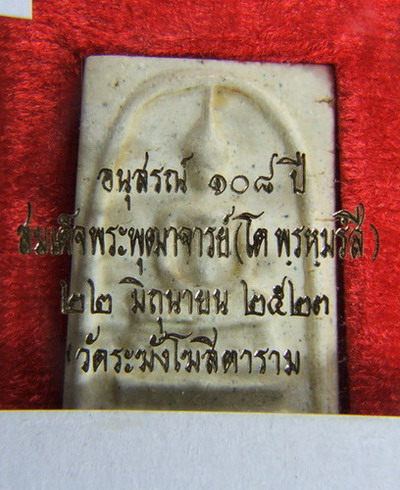 อนุสรณ์ ๑๐๘ ปี
สมเด็จพระพุฒาจารย์ (โต พฺรหฺมรํสี)
๒๒ มิถุนายน ๒๕๒๓
วัดระฆังโฆสิตาราม